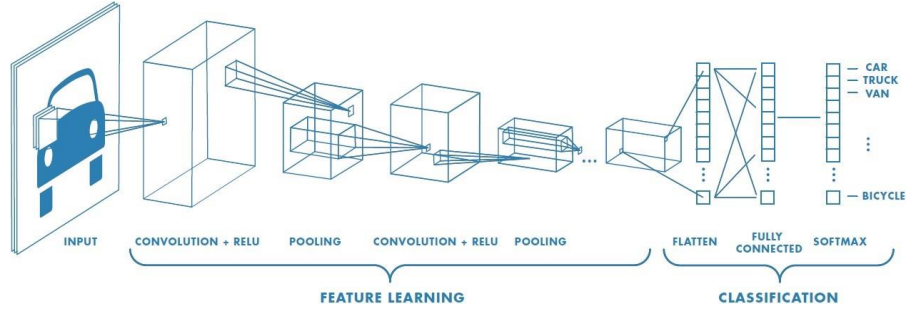 CAR
TRUCK
VAN
BICYCLE
INPUT
CONVOLUTION + RELU
POOLING
CONVOLUTION + RELU
POOLING
FLATTEN
FULLY
CONNECTED
SOFTMAX
FEATURE LEARNING
CLASSIFICATION